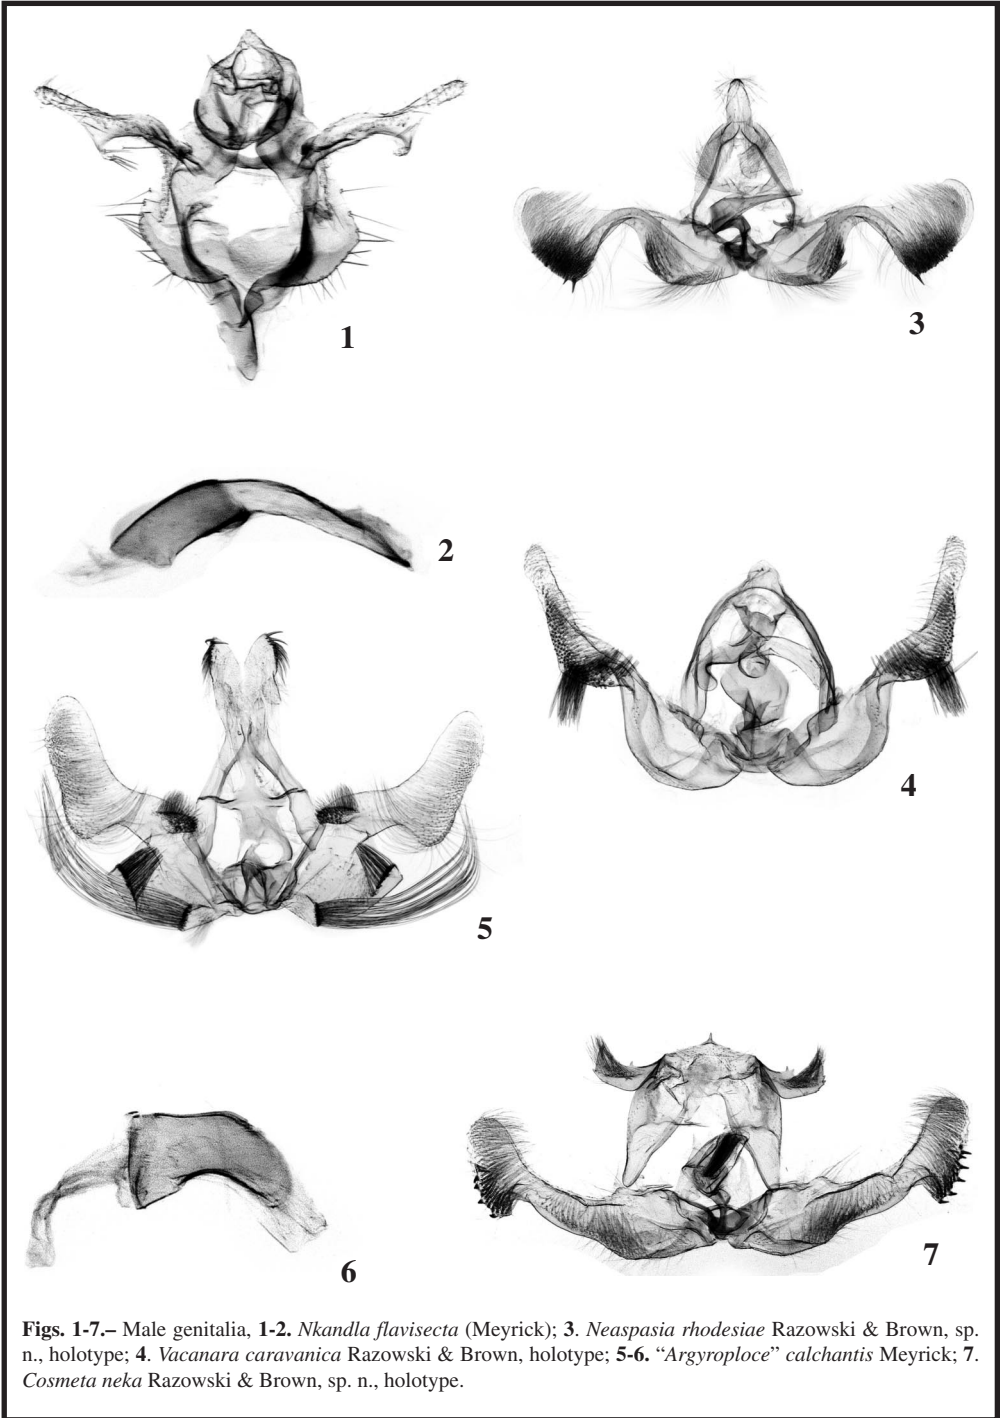 1
3
2
4
5
6
7
Figs. 1-7.– Male genitalia, 1-2. Nkandla flavisecta (Meyrick); 3. Neaspasia rhodesiae Razowski & Brown, sp.
n., holotype; 4. Vacanara caravanica Razowski & Brown, holotype; 5-6. “Argyroploce” calchantis Meyrick; 7.
Cosmeta neka Razowski & Brown, sp. n., holotype.